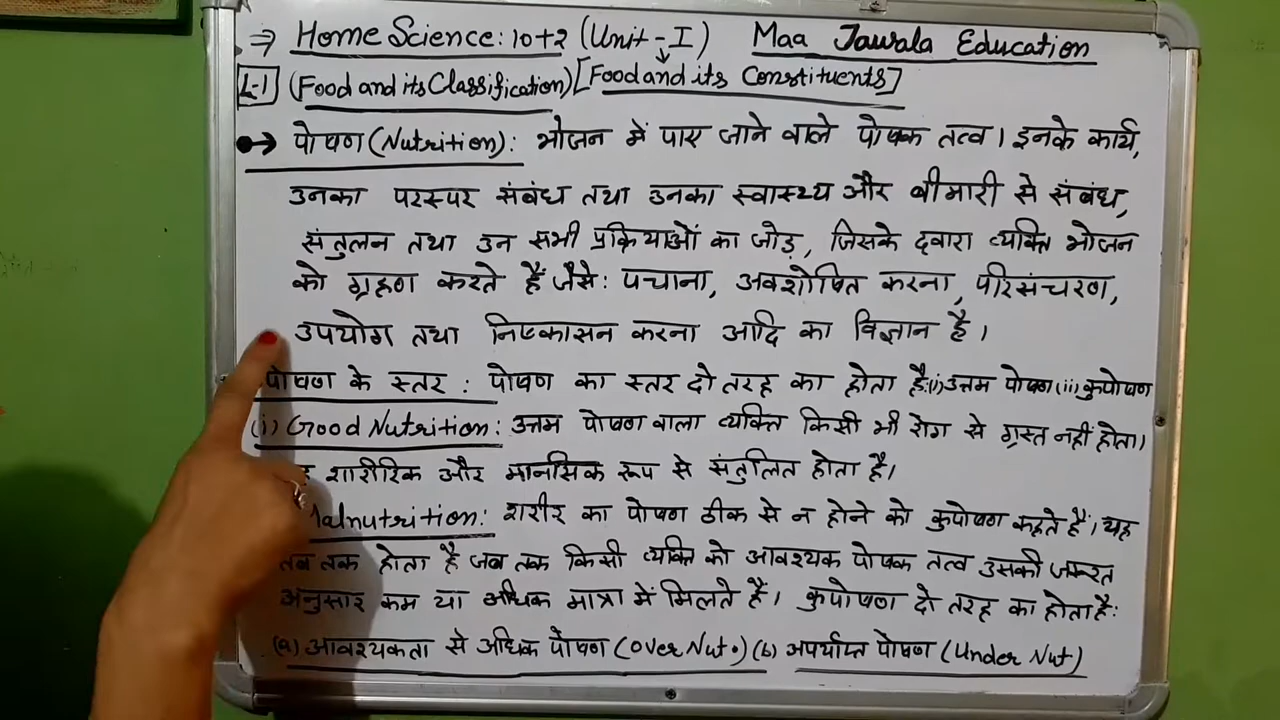 ⇒ Home Science: 10+2 (Unit-I) Maa Jawala Education
L-1 (Food and its Classification) [Food and its Constituents]
→ पोषण (Nutrition): भोजन में पाए जाने वाले पोषक तत्व। इनके कार्य,
उनका परस्पर संबंध तथा उनका स्वास्थ्य और बीमारी से संबंध,
संतुलन तथा उन सभी प्रक्रियाओं का जोड़, जिसके द्वारा व्यक्ति भोजन
को ग्रहण करते हैं जैसे: पचाना, अवशोषित करना, परिसंचरण,
उपयोग तथा निष्कासन करना आदि का विज्ञान है।
पोषण के स्तर: पोषण का स्तर दो तरह का होता है:(i) उत्तम पोषण (ii) कुपोषण
(i) Good Nutrition: उत्तम पोषण वाला व्यक्ति किसी भी रोग से ग्रस्त नहीं होता।
शारीरिक और मानसिक रूप से संतुलित होता है।
Malnutrition: शरीर का पोषण ठीक से न होने को कुपोषण कहते हैं। यह
तब तक होता है जब तक किसी व्यक्ति को आवश्यक पोषक तत्व उसकी जरूरत
अनुसार कम या अधिक मात्रा में मिलते हैं। कुपोषण दो तरह का होता है:
(a) आवश्यकता से अधिक पोषण (Over Nut.) (b) अपर्याप्त पोषण (Under Nut)